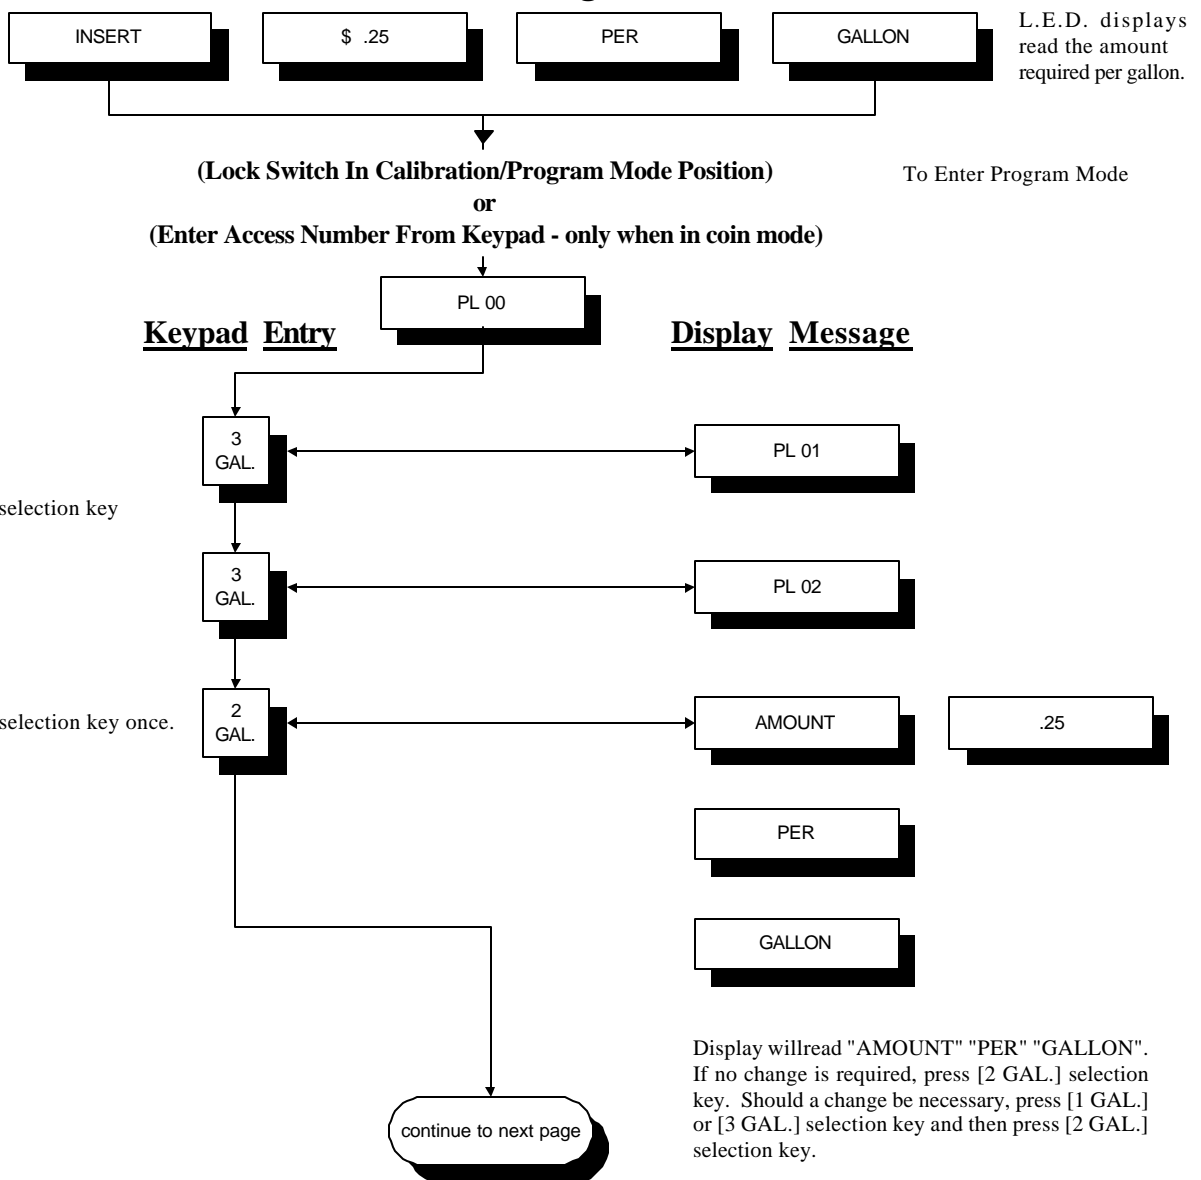 INSERT
$ .25
PER
GALLON
L.E.D. displays
read the amount
required per gallon.
(Lock Switch In Calibration/Program Mode Position)
To Enter Program Mode
or
(Enter Access Number From Keypad - only when in coin mode)
PL 00
Keypad Entry
Display Message
3
GAL.
PL 01
selection key
3
GAL.
PL 02
selection key once.
2
GAL.
AMOUNT
.25
PER
GALLON
Display willread "AMOUNT" "PER" "GALLON".
If no change is required, press [2 GAL.] selection
key. Should a change be necessary, press [1 GAL.]
or [3 GAL.] selection key and then press [2 GAL.]
selection key.
continue to next page